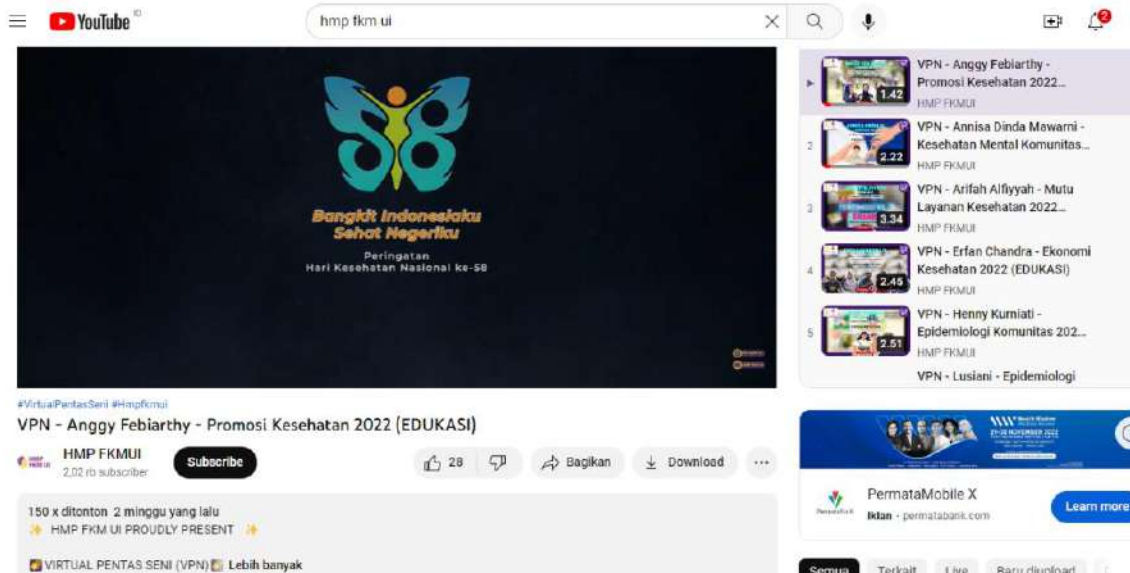 YouTube ID
hmp fkm ui
2
Bangkit Indonesiaku
Sehat Negeriku
Peringatan
Hari Kesehatan Nasional ke-58
#VirtualPentasSeni #Hmpfkmui
VPN - Anggy Febiarthy - Promosi Kesehatan 2022 (EDUKASI)
HMP FKMUI
2,02 rb subscriber
Subscribe
28
Bagikan
Download
150 x ditonton 2 minggu yang lalu
HMP FKM UI PROUDLY PRESENT
VIRTUAL PENTAS SENI (VPN) Lebih banyak
VPN - Anggy Febiarthy -
Promosi Kesehatan 2022...
HMP FKMUI
1.42
2
VPN - Annisa Dinda Mawarni -
Kesehatan Mental Komunitas...
HMP FKMUI
2.22
3
VPN - Arifah Alfiyyah - Mutu
Layanan Kesehatan 2022...
HMP FKMUI
3.34
4
VPN - Erfan Chandra - Ekonomi
Kesehatan 2022 (EDUKASI)
HMP FKMUI
2.45
5
VPN - Henny Kurniati -
Epidemiologi Komunitas 202...
HMP FKMUI
2.51
VPN - Lusiani - Epidemiologi
PermataMobile X
Iklan - permatabank.com
Learn more
Semua
Terkait
Live
Baru diupload